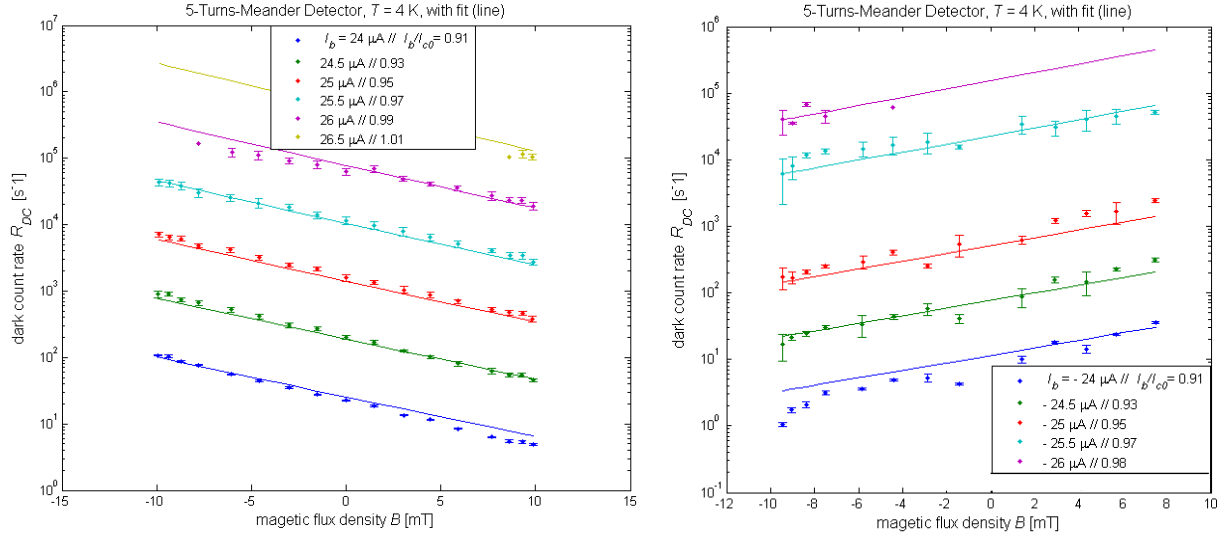 5-Turns-Meander Detector, T = 4 K, with fit (line)
I_b = 24 μA // I_b/I_c0= 0.91
24.5 μA // 0.93
25 μA // 0.95
25.5 μA // 0.97
26 μA // 0.99
26.5 μA // 1.01
dark count rate R_DC [s^-1]
10^7
10^6
10^5
10^4
10^3
10^2
10^1
10^0
-15 -10 -5 0 5 10 15
magetic flux density B [mT]
5-Turns-Meander Detector, T = 4 K, with fit (line)
dark count rate R_DC [s^-1]
10^6
10^5
10^4
10^3
10^2
10^1
10^0
10^-1
I_b = - 24 μA // I_b/I_c0= 0.91
- 24.5 μA // 0.93
- 25 μA // 0.95
- 25.5 μA // 0.97
- 26 μA // 0.98
-12 -10 -8 -6 -4 -2 0 2 4 6 8 10
magetic flux density B [mT]